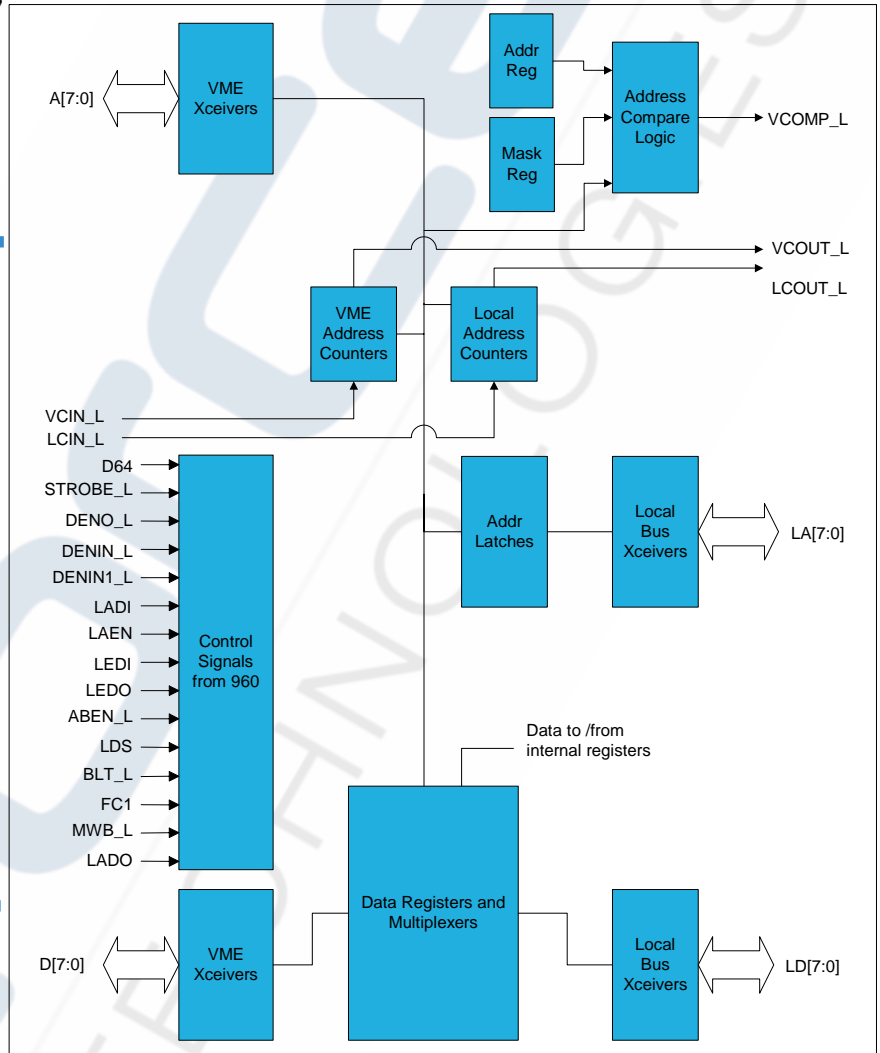 A[7:0]
VME
Xceivers
Addr
Reg
Mask
Reg
Address
Compare
Logic
VCOMP_L
VCOUT_L
LCOUT_L
VME
Address
Counters
Local
Address
Counters
VCIN_L
LCIN_L
D64
STROBE_L
DENO_L
DENIN_L
DENIN1_L
LADI
LAEN
LEDI
LEDO
ABEN_L
LDS
BLT_L
FC1
MWB_L
LADO
Control
Signals
from 960
Addr
Latches
Local
Bus
Xceivers
LA[7:0]
Data to /from
internal registers
Data Registers and
Multiplexers
D[7:0]
VME
Xceivers
Local
Bus
Xceivers
LD[7:0]